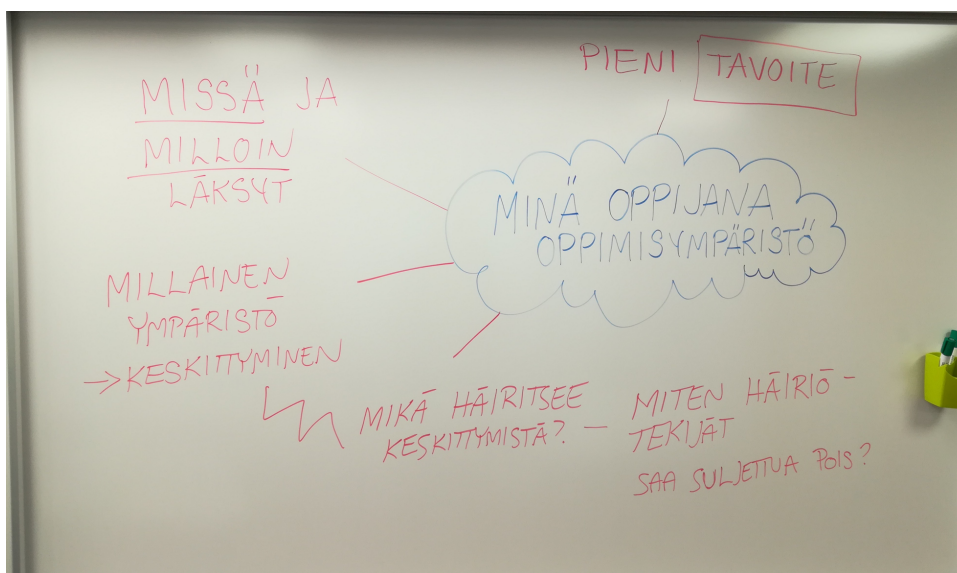 PIENI TAVOITE
MISSÄ JA
MILLOIN
LÄKSYT
MINÄ OPPIJANA
OPPIMISYMPÄRISTÖ
MILLAINEN
YMPÄRISTÖ
→ KESKITTYMINEN
MIKÄ HÄIRITSEE
KESKITTYMISTÄ? —
MITEN HÄIRIÖ-
TEKIJÄT
SAA SULJETTUA POIS?